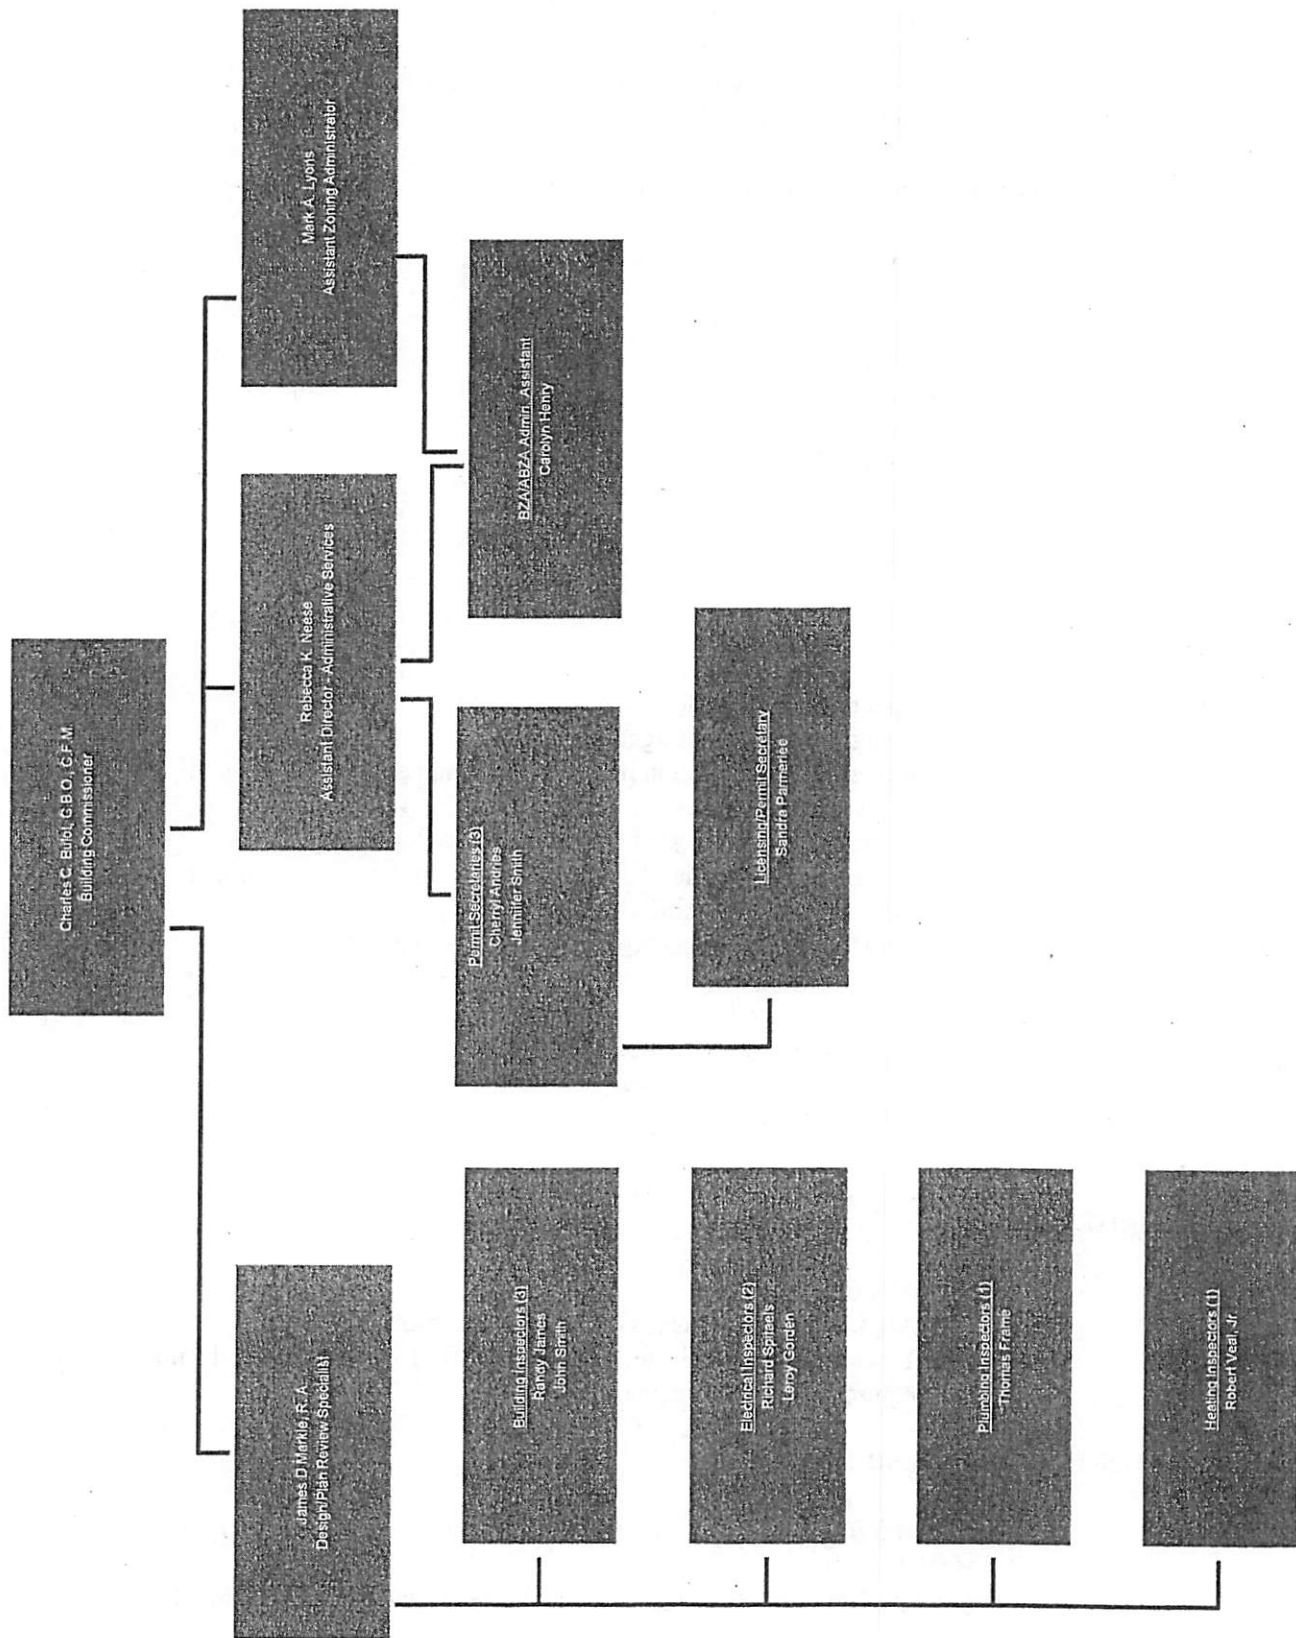 Charles C. Bufol, C.B.O., C.F.M.
Building Commissioner
James D Markle, R. A.
Design/Plan Review Specialist
Rebecca K. Neese
Assistant Director - Administrative Services
Mark A. Lyons
Assistant Zoning Administrator
Building Inspectors (3)
Randy James
John Smith
Permit Secretaries (3)
Cherryl Andries
Jennifer Smith
BZA/ABZA Admin. Assistant
Carolyn Henry
Electrical Inspectors (2)
Richard Spitaels
Leroy Gorden
Licensing/Permit Secretary
Sandra Parmerlee
Plumbing Inspectors (1)
Thomas Frame
Heating Inspectors (1)
Robert Veal, Jr